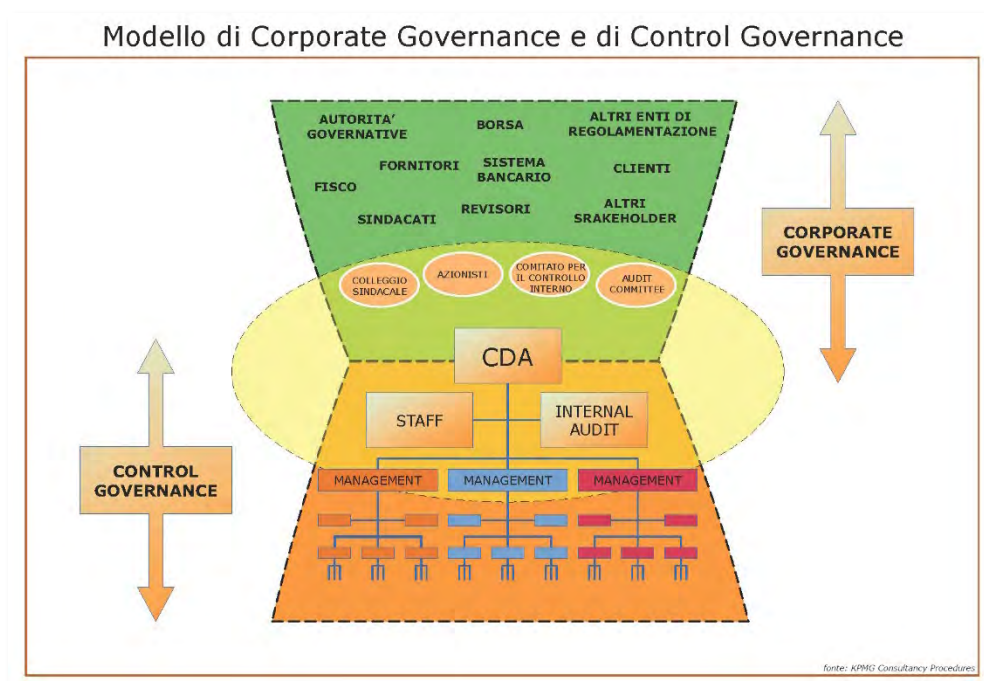 Modello di Corporate Governance e di Control Governance
AUTORITA'
GOVERNATIVE
BORSA
ALTRI ENTI DI
REGOLAMENTAZIONE
FORNITORI
SISTEMA
BANCARIO
CLIENTI
FISCO
SINDACATI
REVISORI
ALTRI
SRAKEHOLDER
CORPORATE
GOVERNANCE
COLLEGGIO
SINDACALE
AZIONISTI
COMITATO PER
IL CONTROLLO
INTERNO
AUDIT
COMMITTEE
CDA
STAFF
INTERNAL
AUDIT
CONTROL
GOVERNANCE
MANAGEMENT
MANAGEMENT
MANAGEMENT
fonte: KPMG Consultancy Procedures